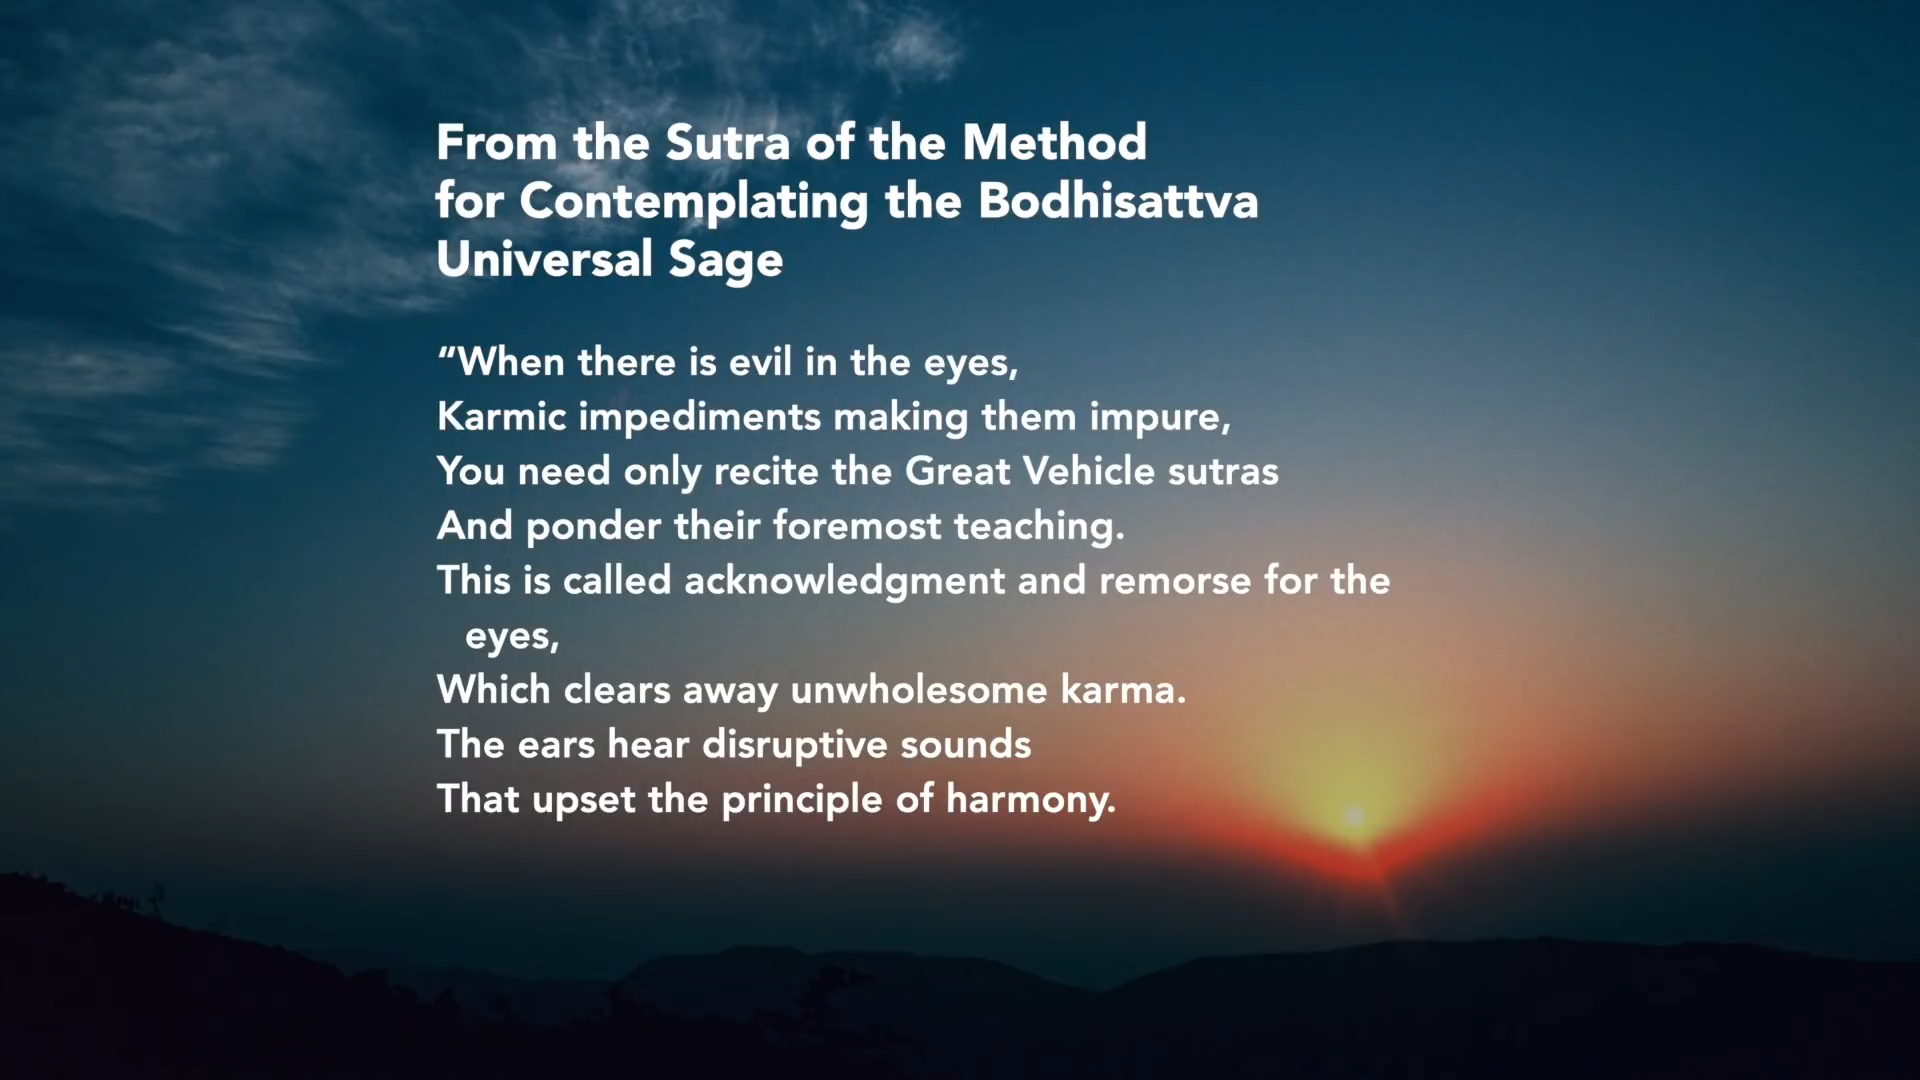 From the Sutra of the Method
for Contemplating the Bodhisattva
Universal Sage
“When there is evil in the eyes,
Karmic impediments making them impure,
You need only recite the Great Vehicle sutras
And ponder their foremost teaching.
This is called acknowledgment and remorse for the
eyes,
Which clears away unwholesome karma.
The ears hear disruptive sounds
That upset the principle of harmony.